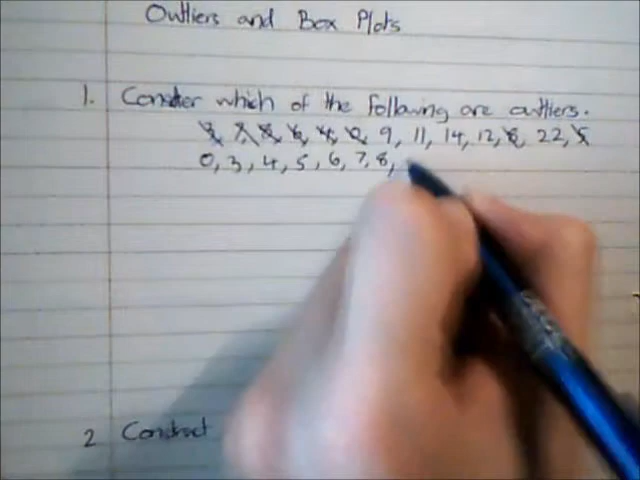 Outliers and Box Plots
1. Consider which of the following are outliers.
9, 11, 14, 12, 22,
0, 3, 4, 5, 6, 7, 8,
2 Construct